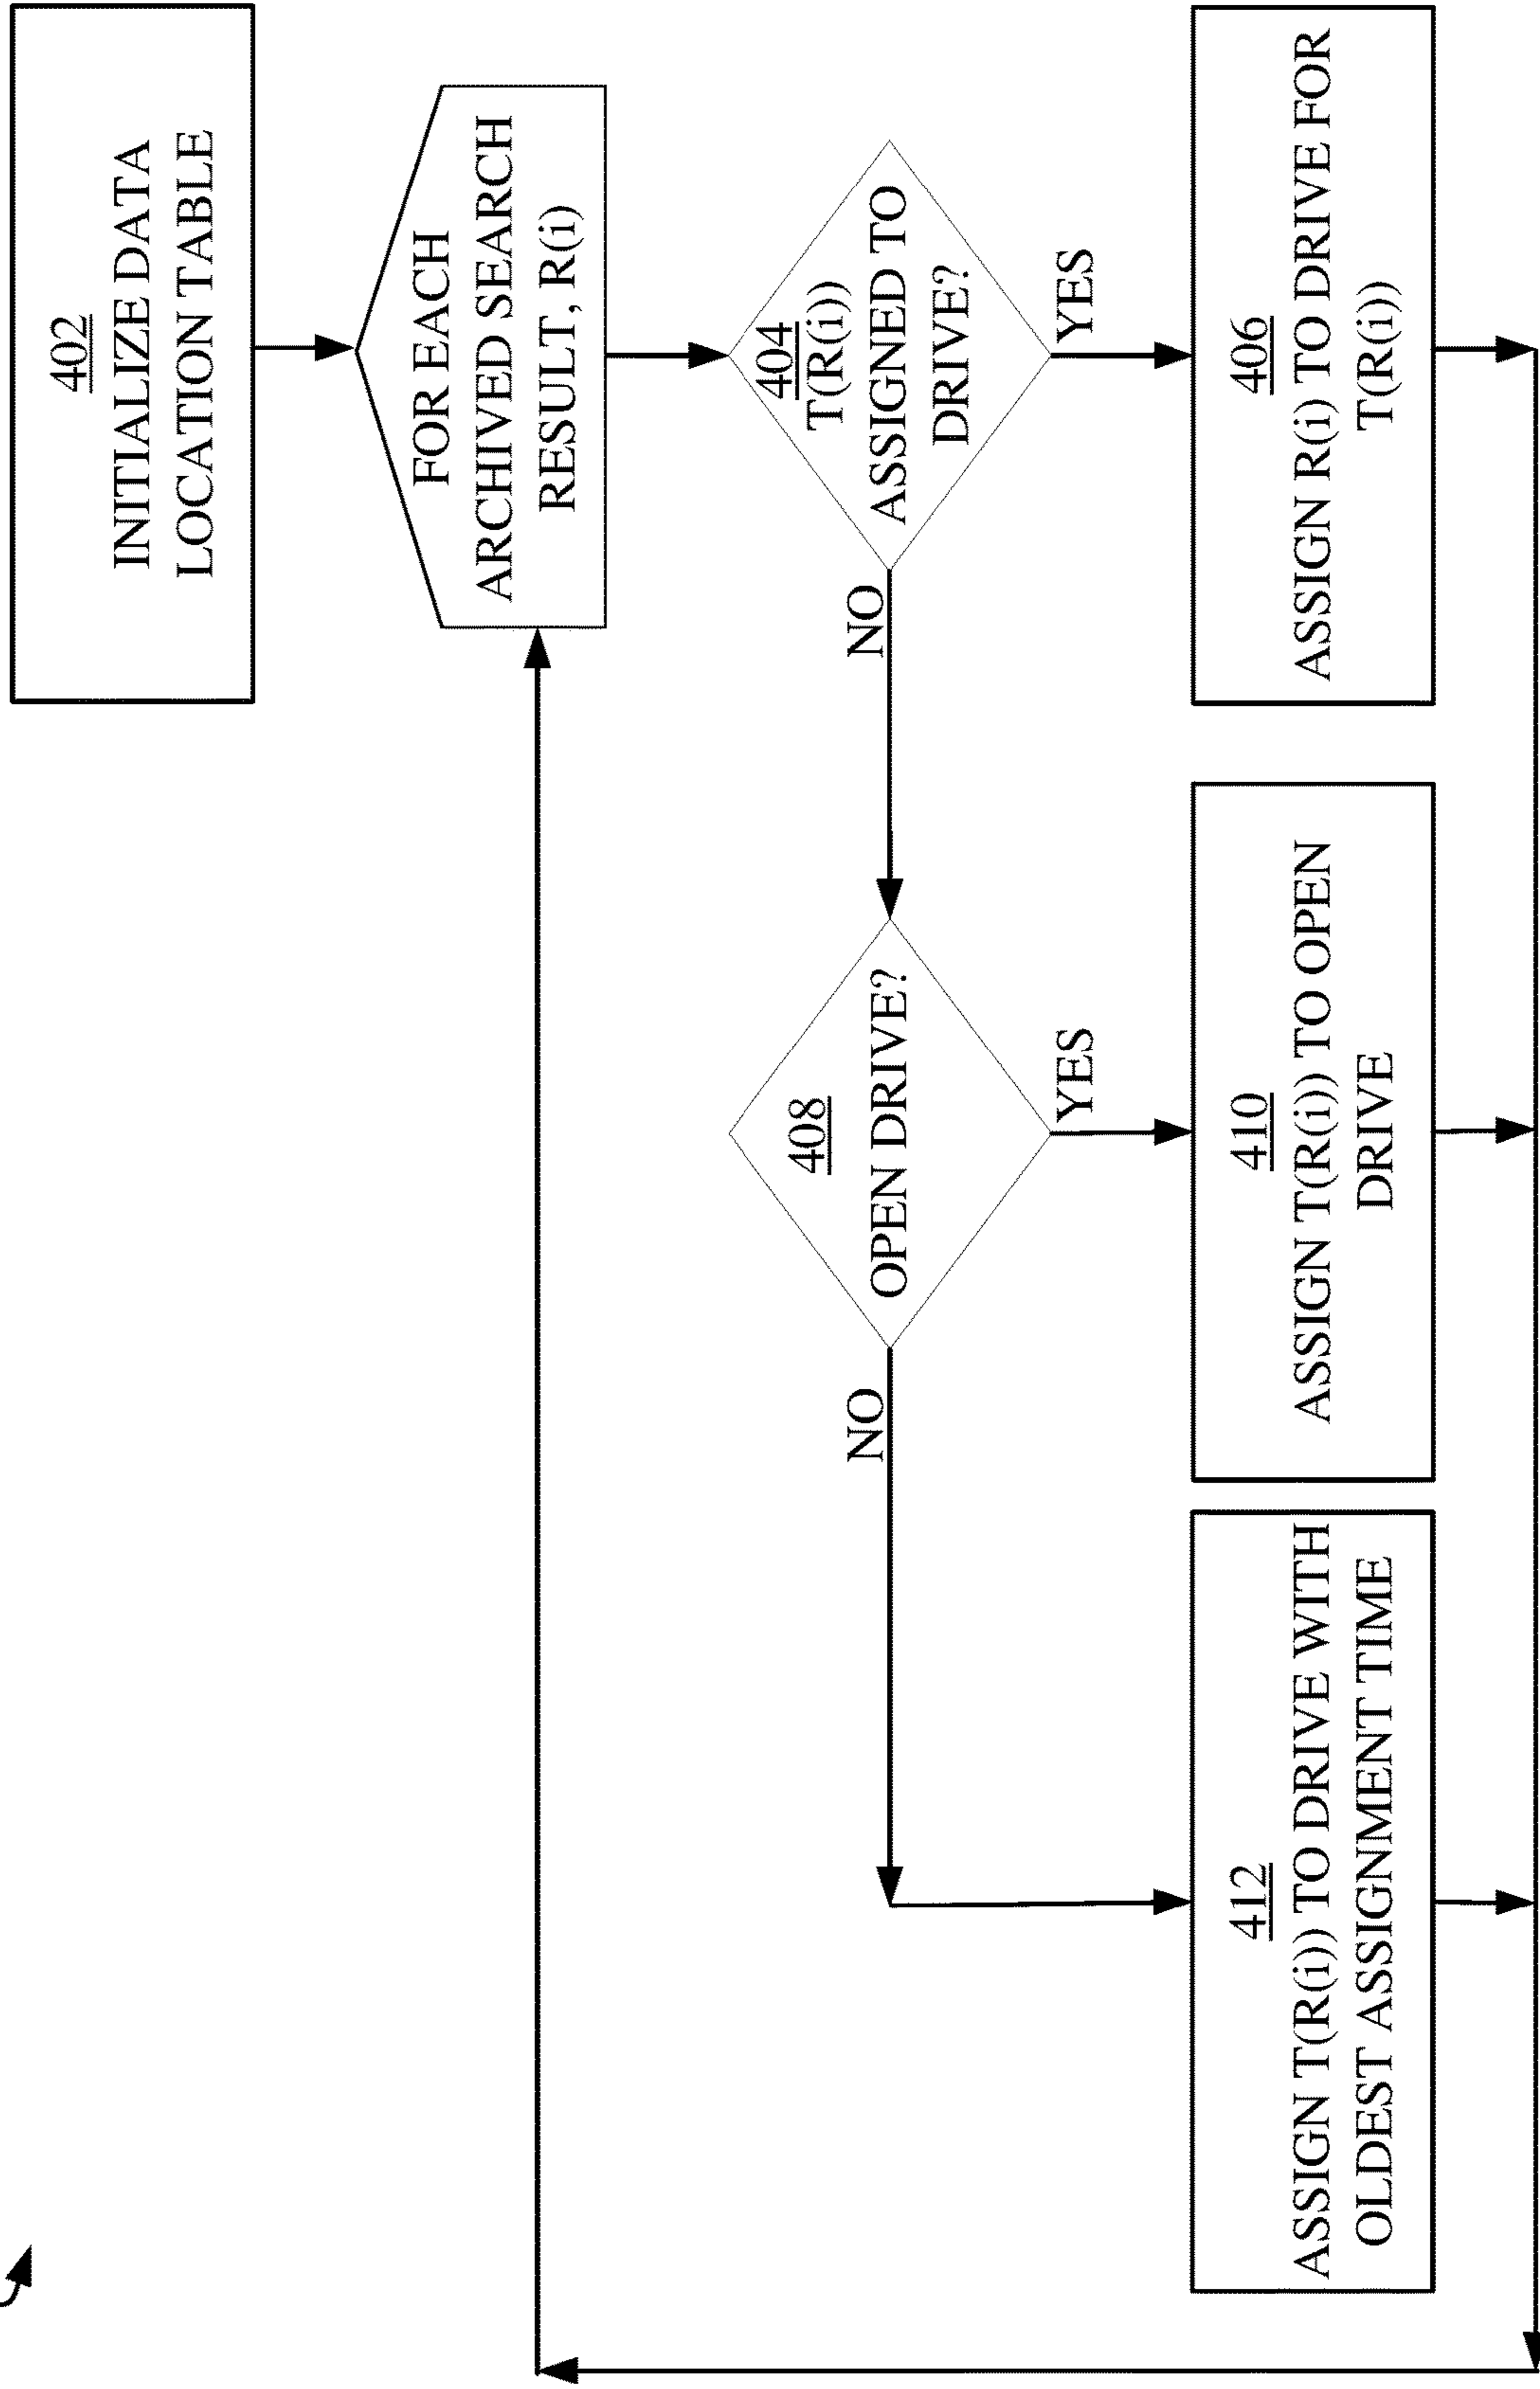 402
INITIALIZE DATA
LOCATION TABLE
FOR EACH
ARCHIVED SEARCH
RESULT, R(i)
404
T(R(i))
ASSIGNED TO
DRIVE?
NO
YES
408
OPEN DRIVE?
NO
YES
406
ASSIGN R(i) TO DRIVE FOR
T(R(i))
410
ASSIGN T(R(i)) TO OPEN
DRIVE
412
ASSIGN T(R(i)) TO DRIVE WITH
OLDEST ASSIGNMENT TIME